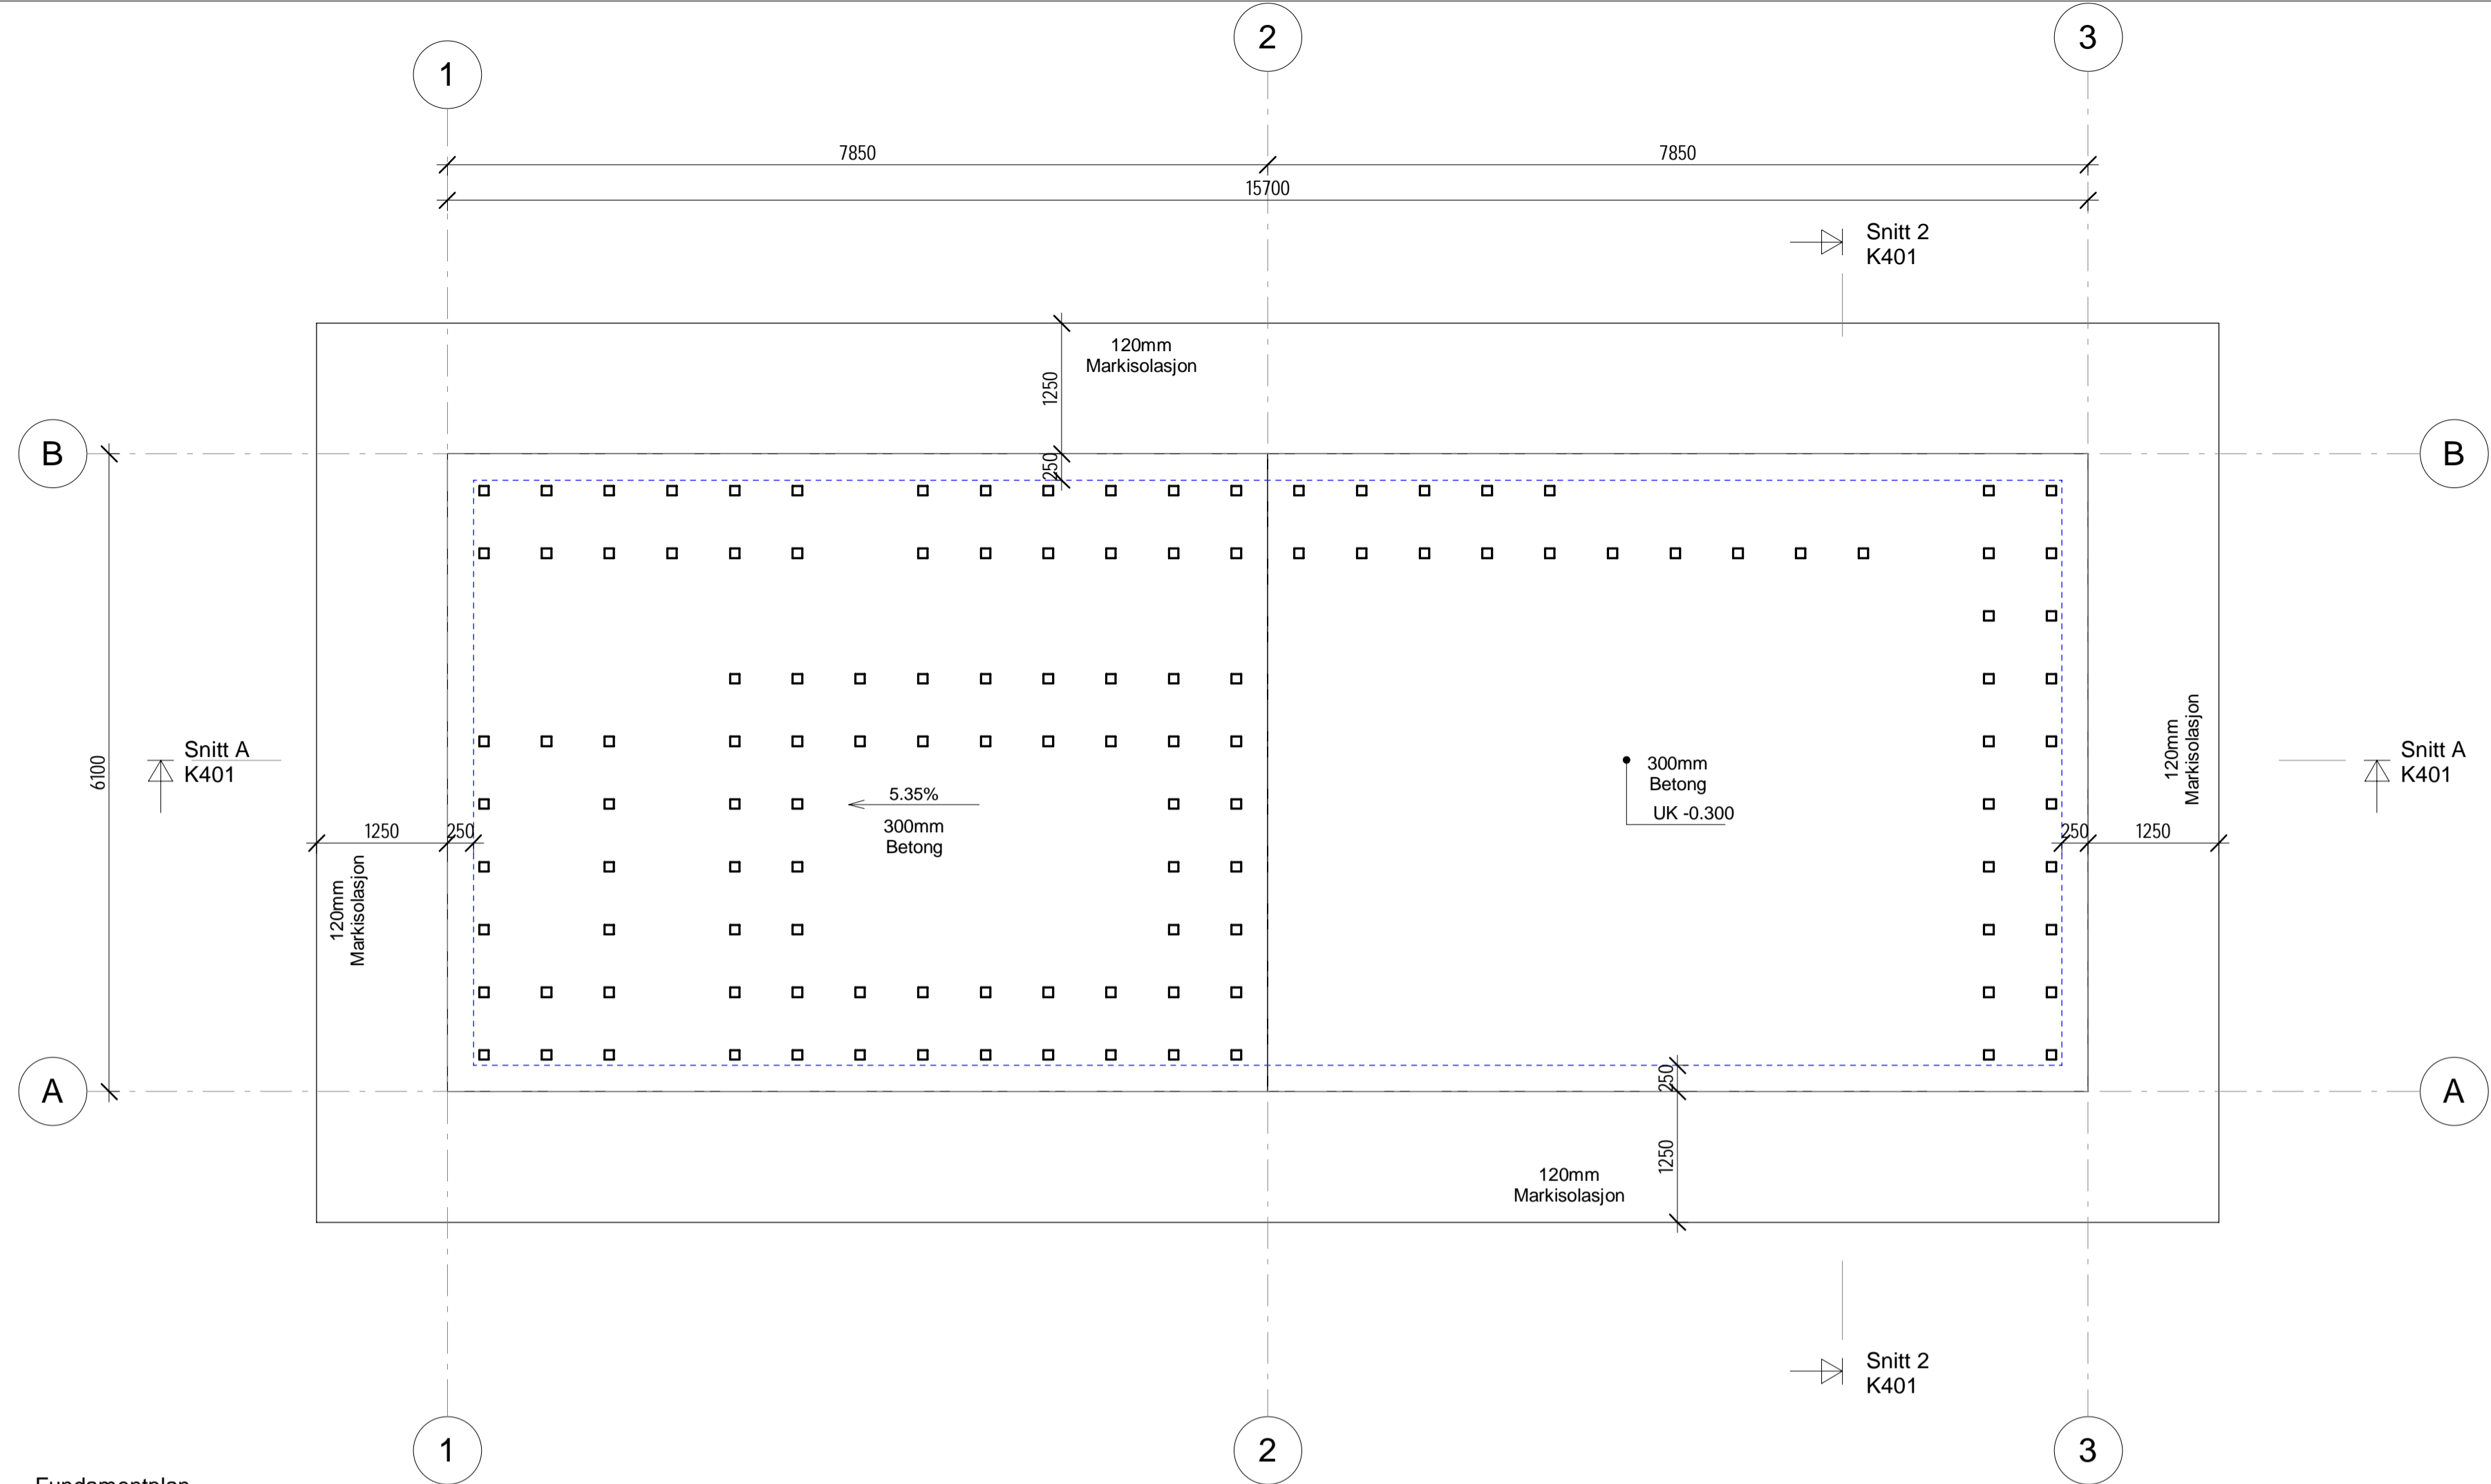 1
2
3
7850
7850
15700
Snitt 2
K401
120mm
Markisolasjon
1250
250
B
B
6100
Snitt A
K401
5.35%
300mm
Betong
300mm
Betong
UK -0.300
120mm
Markisolasjon
Snitt A
K401
1250
250
250
1250
120mm
Markisolasjon
A
A
250
1250
120mm
Markisolasjon
Snitt 2
K401
1
2
3
Fundamentplan